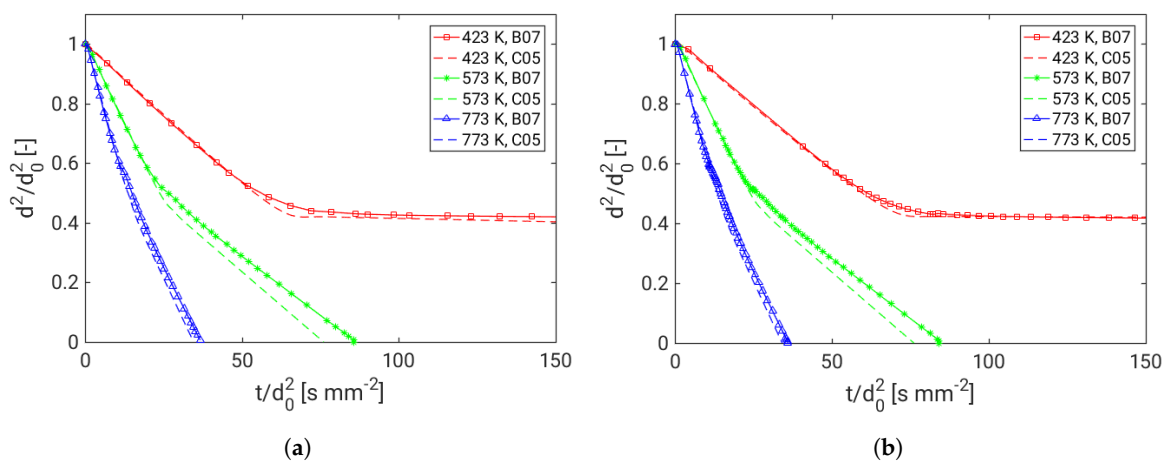 1
0.8
0.6
0.4
0.2
0
0
50
100
150
d²/d₀² [-]
t/d₀² [s mm⁻²]
423 K, B07
423 K, C05
573 K, B07
573 K, C05
773 K, B07
773 K, C05
(a)
1
0.8
0.6
0.4
0.2
0
0
50
100
150
d²/d₀² [-]
t/d₀² [s mm⁻²]
423 K, B07
423 K, C05
573 K, B07
573 K, C05
773 K, B07
773 K, C05
(b)